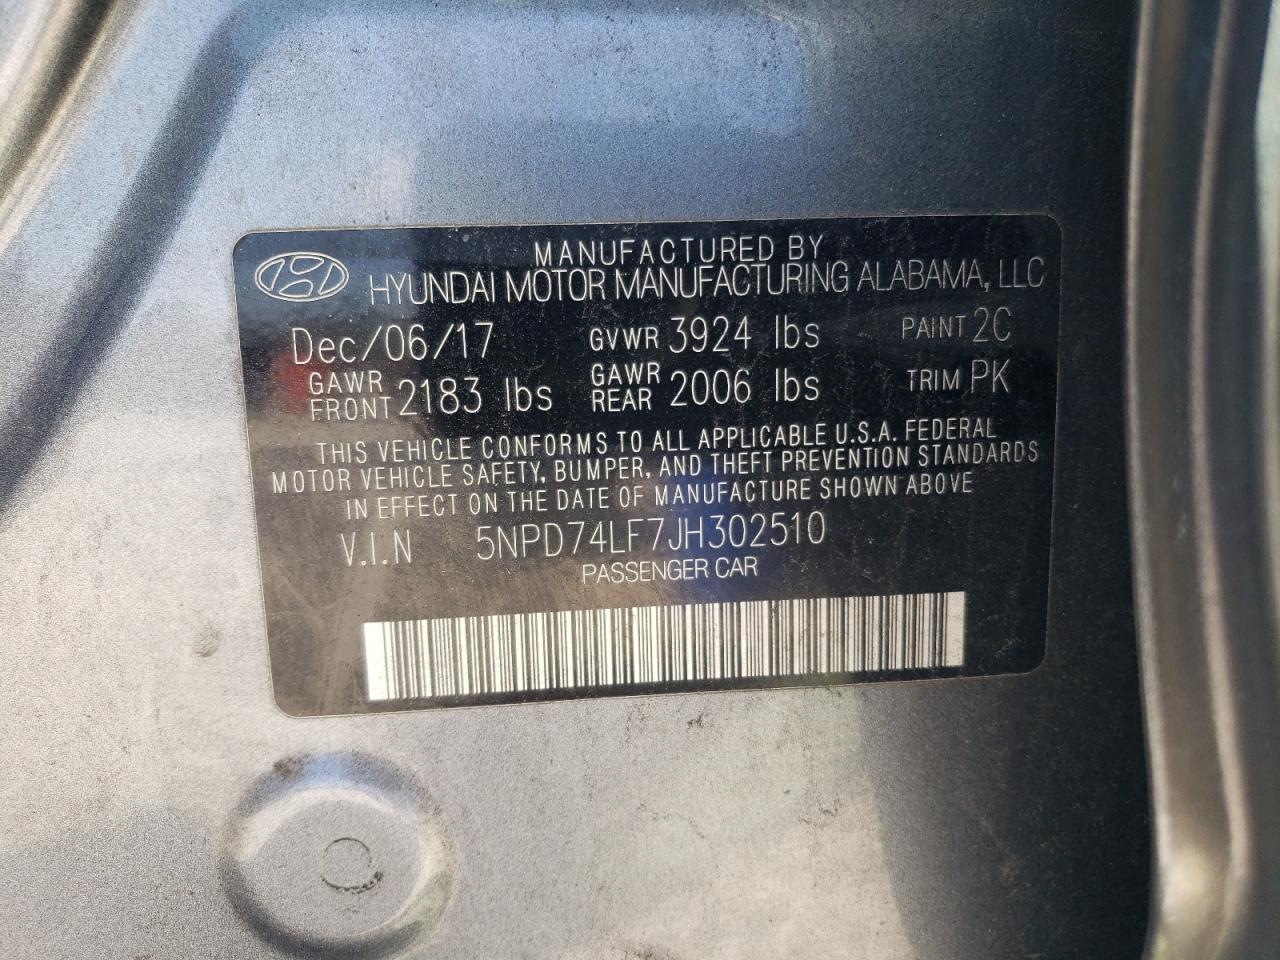 MANUFACTURED BY
HYUNDAI MOTOR MANUFACTURING ALABAMA, LLC
Dec/06/17 GVWR 3924 lbs PAINT 2C
GAWR FRONT 2183 lbs GAWR REAR 2006 lbs TRIM PK
THIS VEHICLE CONFORMS TO ALL APPLICABLE U.S.A. FEDERAL
MOTOR VEHICLE SAFETY, BUMPER, AND THEFT PREVENTION STANDARDS
IN EFFECT ON THE DATE OF MANUFACTURE SHOWN ABOVE
V.I.N 5NPD74LF7JH302510
PASSENGER CAR